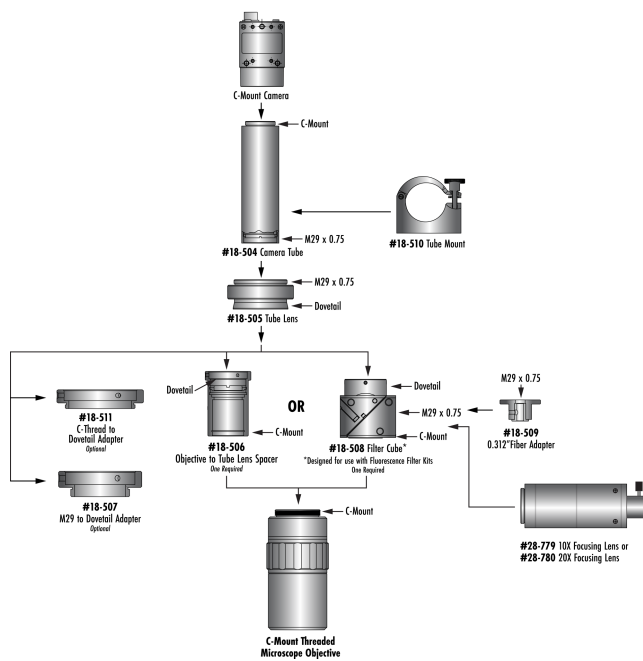 C-Mount Camera
C-Mount
M29 x 0.75
#18-504 Camera Tube
#18-510 Tube Mount
M29 x 0.75
Dovetail
#18-505 Tube Lens
#18-511
C-Thread to
Dovetail Adapter
Optional
#18-507
M29 to Dovetail Adapter
Optional
Dovetail
C-Mount
#18-506
Objective to Tube Lens Spacer
One Required
OR
Dovetail
M29 x 0.75
C-Mount
#18-508 Filter Cube*
*Designed for use with Fluorescence Filter Kits
One Required
M29 x 0.75
#18-509
0.312"Fiber Adapter
#28-779 10X Focusing Lens or
#28-780 20X Focusing Lens
C-Mount
C-Mount Threaded
Microscope Objective